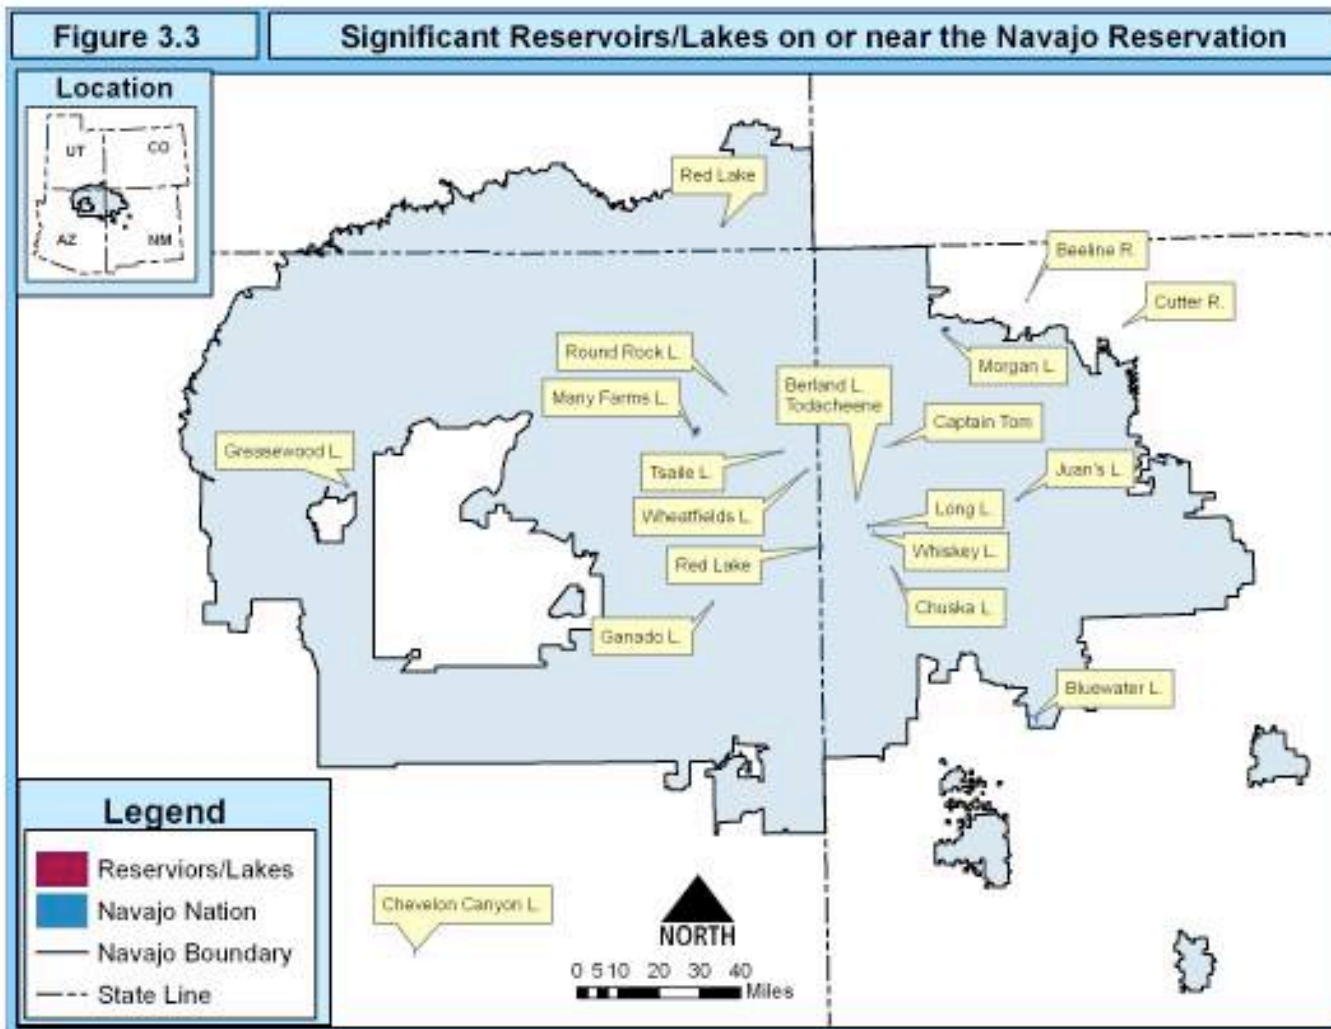 Figure 3.3
Significant Reservoirs/Lakes on or near the Navajo Reservation
Location
UT
CO
AZ
NM
Red Lake
Beeline R.
Cutter R.
Round Rock L.
Morgan L.
Many Farms L.
Berland L.
Todacheene
Captain Tom
Greasewood L.
Tsaile L.
Juan's L.
Wheatfields L.
Long L.
Red Lake
Whiskey L.
Chuska L.
Ganado L.
Bluewater L.
Legend
Reserviors/Lakes
Navajo Nation
Navajo Boundary
State Line
Chevelon Canyon L.
NORTH
0 5 10 20 30 40
Miles